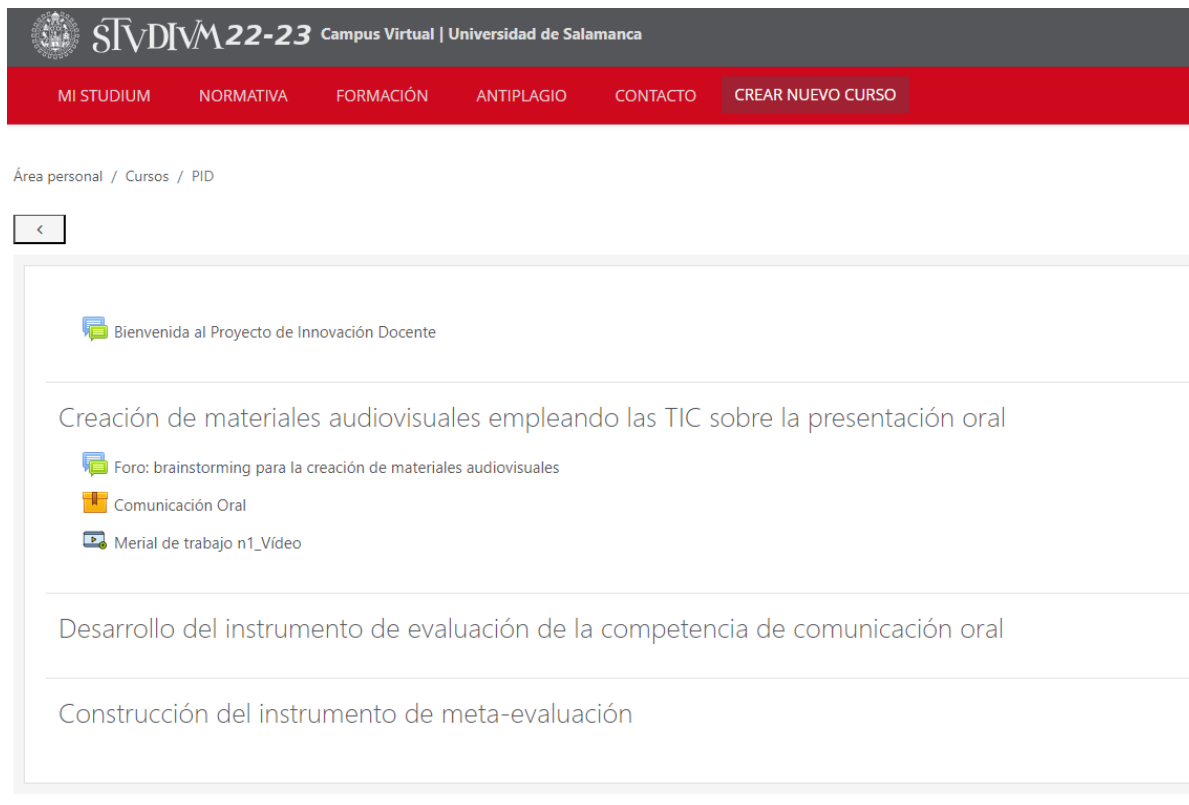 STVDIVM 22-23 Campus Virtual | Universidad de Salamanca
MI STUDIUM NORMATIVA FORMACIÓN ANTIPLAGIO CONTACTO CREAR NUEVO CURSO
Área personal / Cursos / PID
<
Bienvenida al Proyecto de Innovación Docente
Creación de materiales audiovisuales empleando las TIC sobre la presentación oral
Foro: brainstorming para la creación de materiales audiovisuales
Comunicación Oral
Merial de trabajo n1_Vídeo
Desarrollo del instrumento de evaluación de la competencia de comunicación oral
Construcción del instrumento de meta-evaluación